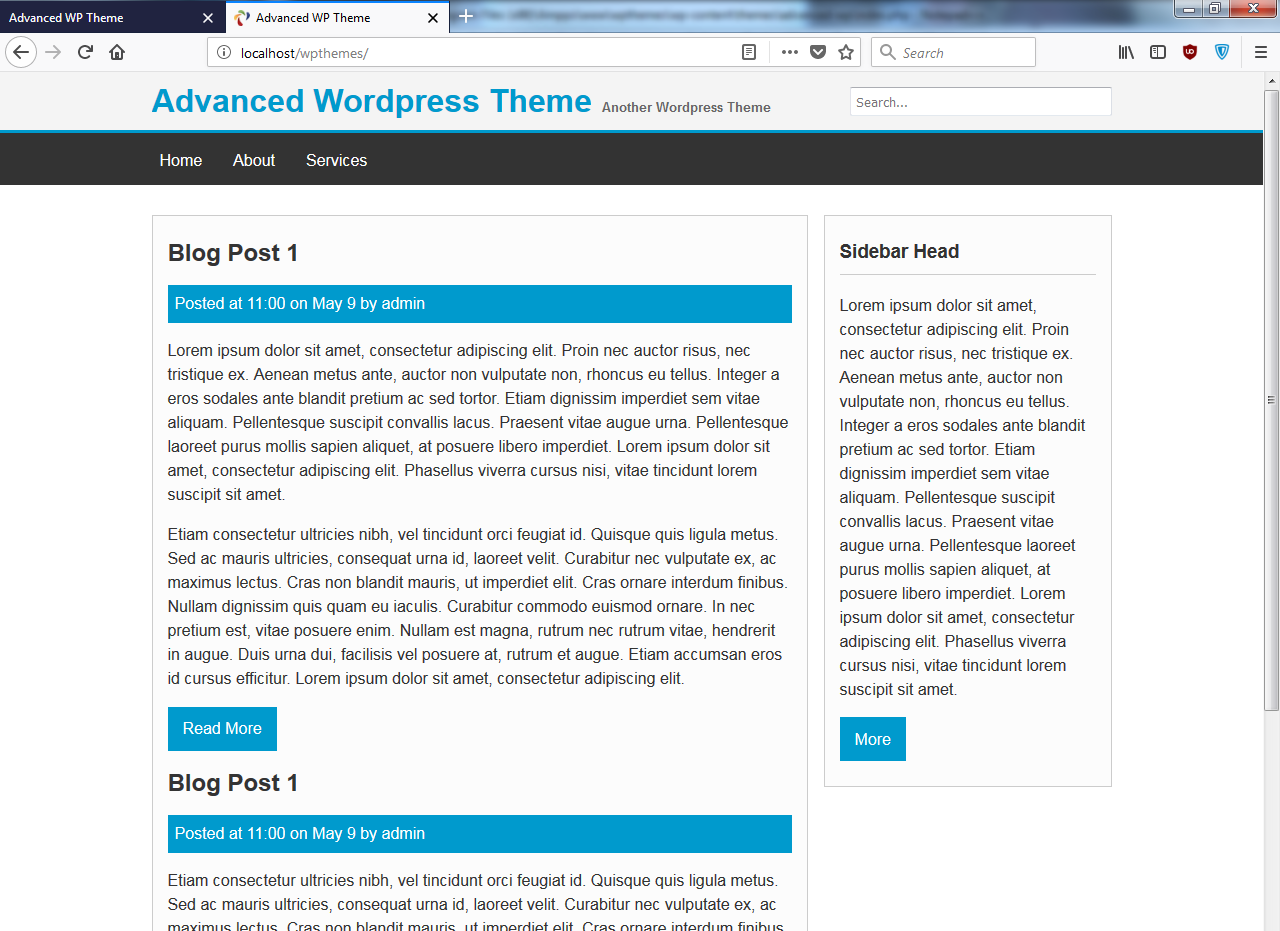 Advanced WP Theme
Advanced WP Theme
localhost/wpthemes/
Search
Advanced Wordpress Theme Another Wordpress Theme
Search...
Home About Services
Blog Post 1
Posted at 11:00 on May 9 by admin
Lorem ipsum dolor sit amet, consectetur adipiscing elit. Proin nec auctor risus, nec
tristique ex. Aenean metus ante, auctor non vulputate non, rhoncus eu tellus. Integer a
eros sodales ante blandit pretium ac sed tortor. Etiam dignissim imperdiet sem vitae
aliquam. Pellentesque suscipit convallis lacus. Praesent vitae augue urna. Pellentesque
laoreet purus mollis sapien aliquet, at posuere libero imperdiet. Lorem ipsum dolor sit
amet, consectetur adipiscing elit. Phasellus viverra cursus nisi, vitae tincidunt lorem
suscipit sit amet.
Etiam consectetur ultricies nibh, vel tincidunt orci feugiat id. Quisque quis ligula metus.
Sed ac mauris ultricies, consequat urna id, laoreet velit. Curabitur nec vulputate ex, ac
maximus lectus. Cras non blandit mauris, ut imperdiet elit. Cras ornare interdum finibus.
Nullam dignissim quis quam eu iaculis. Curabitur commodo euismod ornare. In nec
pretium est, vitae posuere enim. Nullam est magna, rutrum nec rutrum vitae, hendrerit
in augue. Duis urna dui, facilisis vel posuere at, rutrum et augue. Etiam accumsan eros
id cursus efficitur. Lorem ipsum dolor sit amet, consectetur adipiscing elit.
Read More
Blog Post 1
Posted at 11:00 on May 9 by admin
Etiam consectetur ultricies nibh, vel tincidunt orci feugiat id. Quisque quis ligula metus.
Sed ac mauris ultricies, consequat urna id, laoreet velit. Curabitur nec vulputate ex, ac
maximus lectus. Cras non blandit mauris, ut imperdiet elit. Cras ornare interdum finibus.
Sidebar Head
Lorem ipsum dolor sit amet,
consectetur adipiscing elit. Proin
nec auctor risus, nec tristique ex.
Aenean metus ante, auctor non
vulputate non, rhoncus eu tellus.
Integer a eros sodales ante blandit
pretium ac sed tortor. Etiam
dignissim imperdiet sem vitae
aliquam. Pellentesque suscipit
convallis lacus. Praesent vitae
augue urna. Pellentesque laoreet
purus mollis sapien aliquet, at
posuere libero imperdiet. Lorem
ipsum dolor sit amet, consectetur
adipiscing elit. Phasellus viverra
cursus nisi, vitae tincidunt lorem
suscipit sit amet.
More